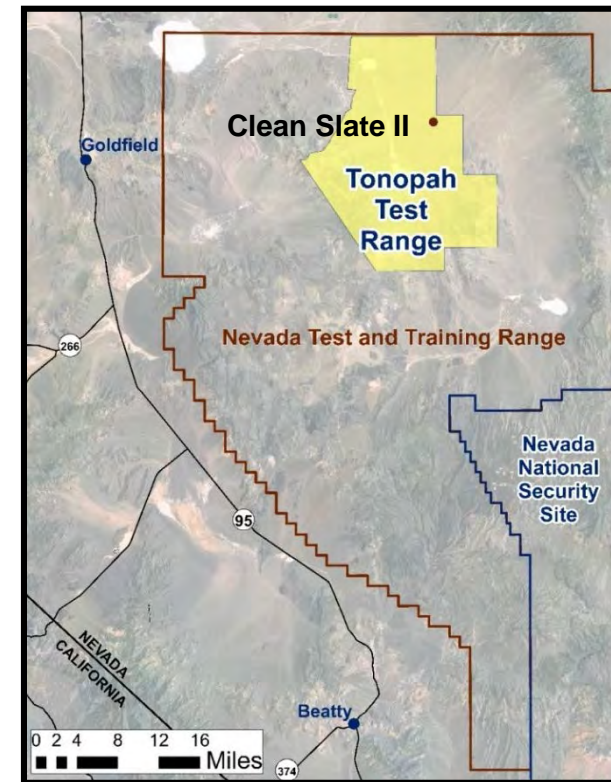 Clean Slate II
Goldfield
Tonopah
Test
Range
Nevada Test and Training Range
266
Nevada
National
Security
Site
95
NEVADA
CALIFORNIA
Beatty
0 2 4 8 12 16
Miles
374